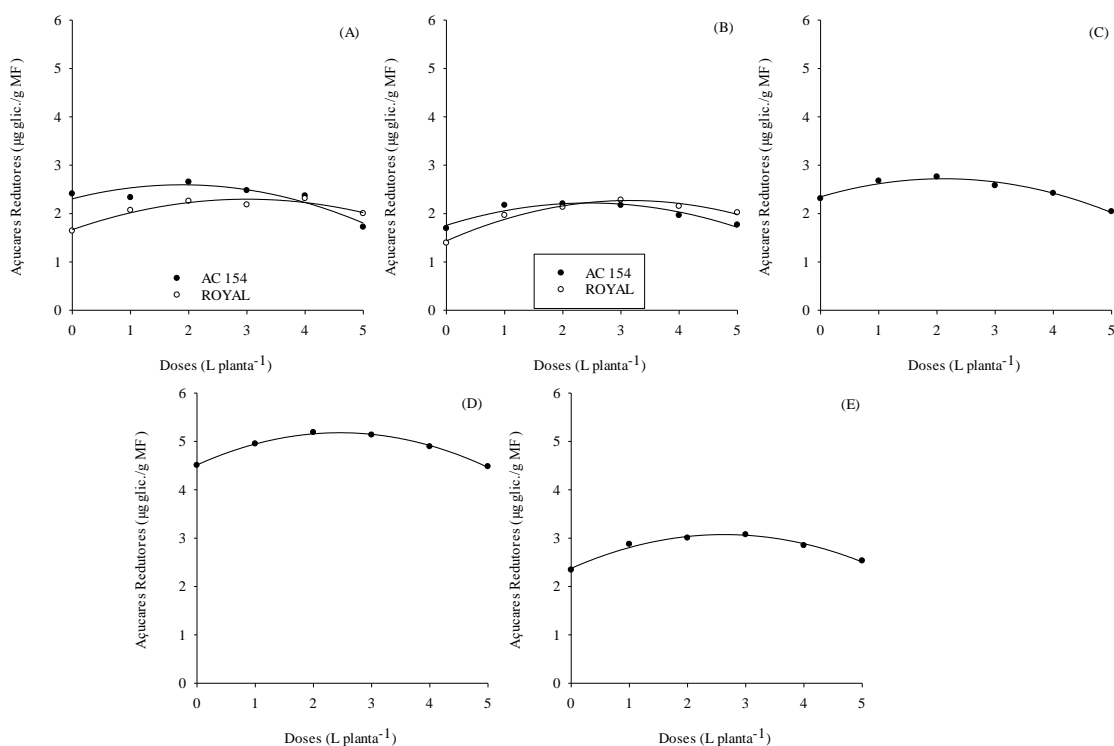 (A)
Açucares Redutores (µg glic./g MF)
6
5
4
3
2
1
0
AC 154
ROYAL
0 1 2 3 4 5
Doses (L planta-1)
(B)
Açucares Redutores (µg glic./g MF)
6
5
4
3
2
1
0
AC 154
ROYAL
0 1 2 3 4 5
Doses (L planta-1)
(C)
Açucares Redutores (µg glic./g MF)
6
5
4
3
2
1
0
0 1 2 3 4 5
Doses (L planta-1)
(D)
Açucares Redutores (µg glic./g MF)
6
5
4
3
2
1
0
0 1 2 3 4 5
Doses (L planta-1)
(E)
Açucares Redutores (µg glic./g MF)
6
5
4
3
2
1
0
0 1 2 3 4 5
Doses (L planta-1)